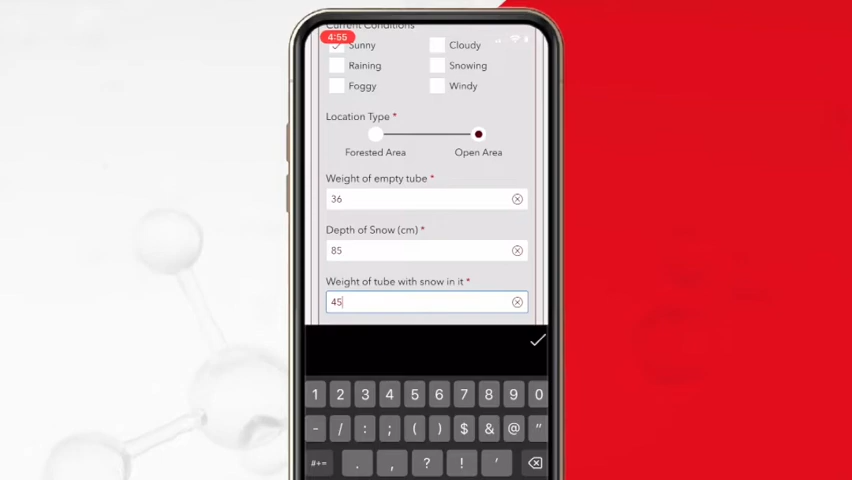 Current Conditions
4:55
Sunny Cloudy
Raining Snowing
Foggy Windy
Location Type *
Forested Area Open Area
Weight of empty tube *
36
Depth of Snow (cm) *
85
Weight of tube with snow in it *
45
1 2 3 4 5 6 7 8 9 0
- / : ; ( ) $ & @ "
#+= . , ? ! '